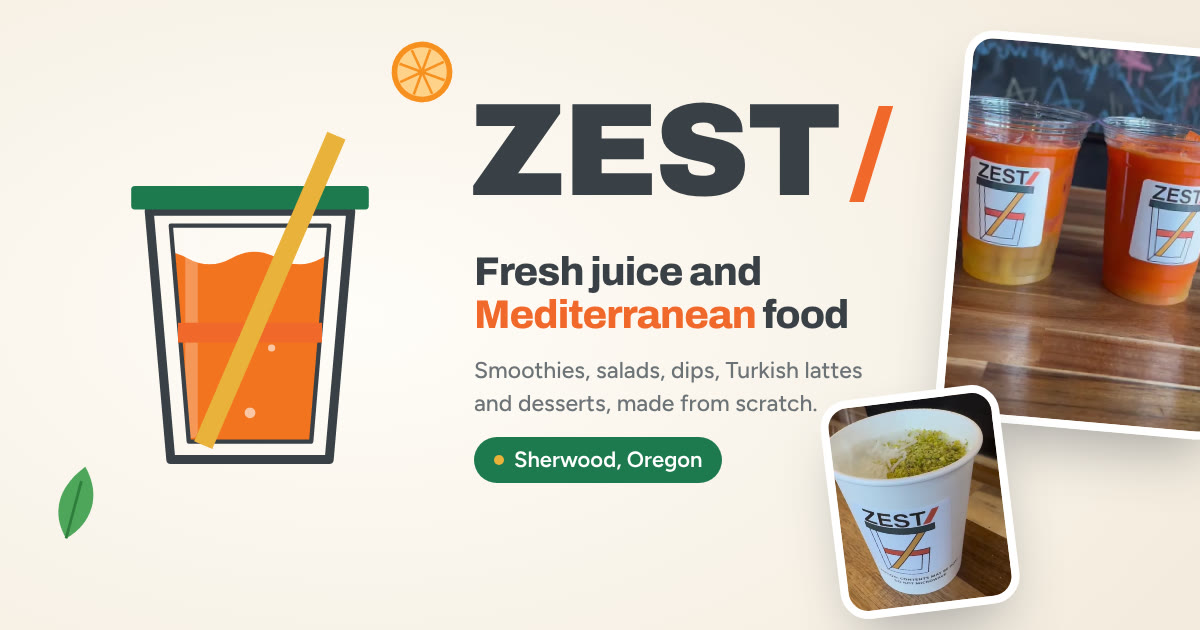 ZEST/
Fresh juice and
Mediterranean food
Smoothies, salads, dips, Turkish lattes
and desserts, made from scratch.
Sherwood, Oregon
ZEST/
ZEST
ZEST/